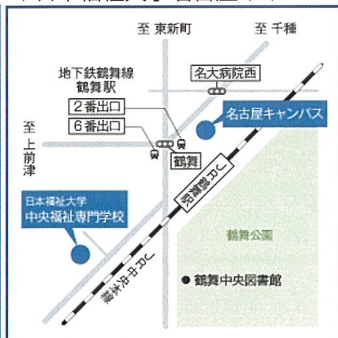 至 東新町
至 千種
地下鉄鶴舞線
鶴舞駅
名大病院西
2番出口
名古屋キャンパス
6番出口
至 上前津
鶴舞
JR鶴舞駅
日本福祉大学
中央福祉専門学校
鶴舞公園
JR中央本線
鶴舞中央図書館